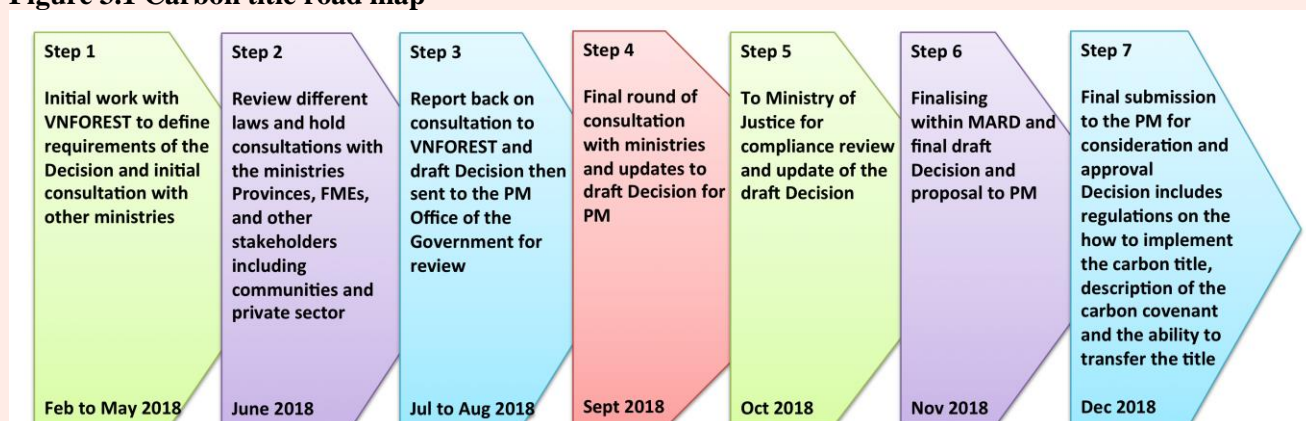 Figure 3.1 Carbon title road map
Step 1
Initial work with
VNFOREST to define
requirements of the
Decision and initial
consultation with
other ministries
Feb to May 2018
Step 2
Review different
laws and hold
consultations with
the ministries
Provinces, FMEs,
and other
stakeholders
including
communities and
private sector
June 2018
Step 3
Report back on
consultation to
VNFOREST and
draft Decision then
sent to the PM
Office of the
Government for
review
Jul to Aug 2018
Step 4
Final round of
consultation
with ministries
and updates to
draft Decision for
PM
Sept 2018
Step 5
To Ministry of
Justice for
compliance review
and update of the
draft Decision
Oct 2018
Step 6
Finalising
within MARD and
final draft
Decision and
proposal to PM
Nov 2018
Step 7
Final submission
to the PM for
consideration and
approval
Decision includes
regulations on the
how to implement
the carbon title,
description of the
carbon covenant
and the ability to
transfer the title
Dec 2018